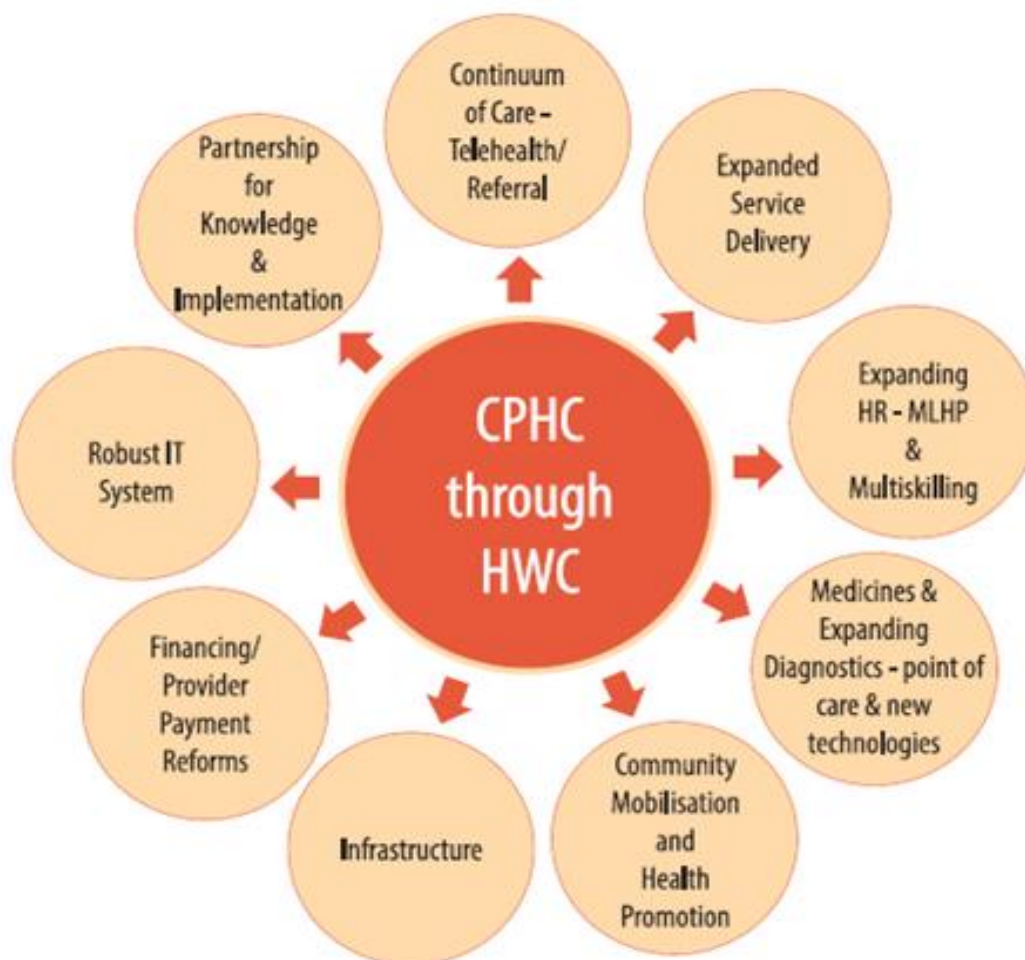 Continuum
of Care -
Telehealth/
Referral
Expanded
Service
Delivery
Expanding
HR - MLHP
&
Multiskilling
Medicines &
Expanding
Diagnostics - point of
care & new
technologies
Community
Mobilisation
and
Health
Promotion
Infrastructure
Financing/
Provider
Payment
Reforms
Robust IT
System
Partnership
for
Knowledge
&
Implementation
CPHC
through
HWC